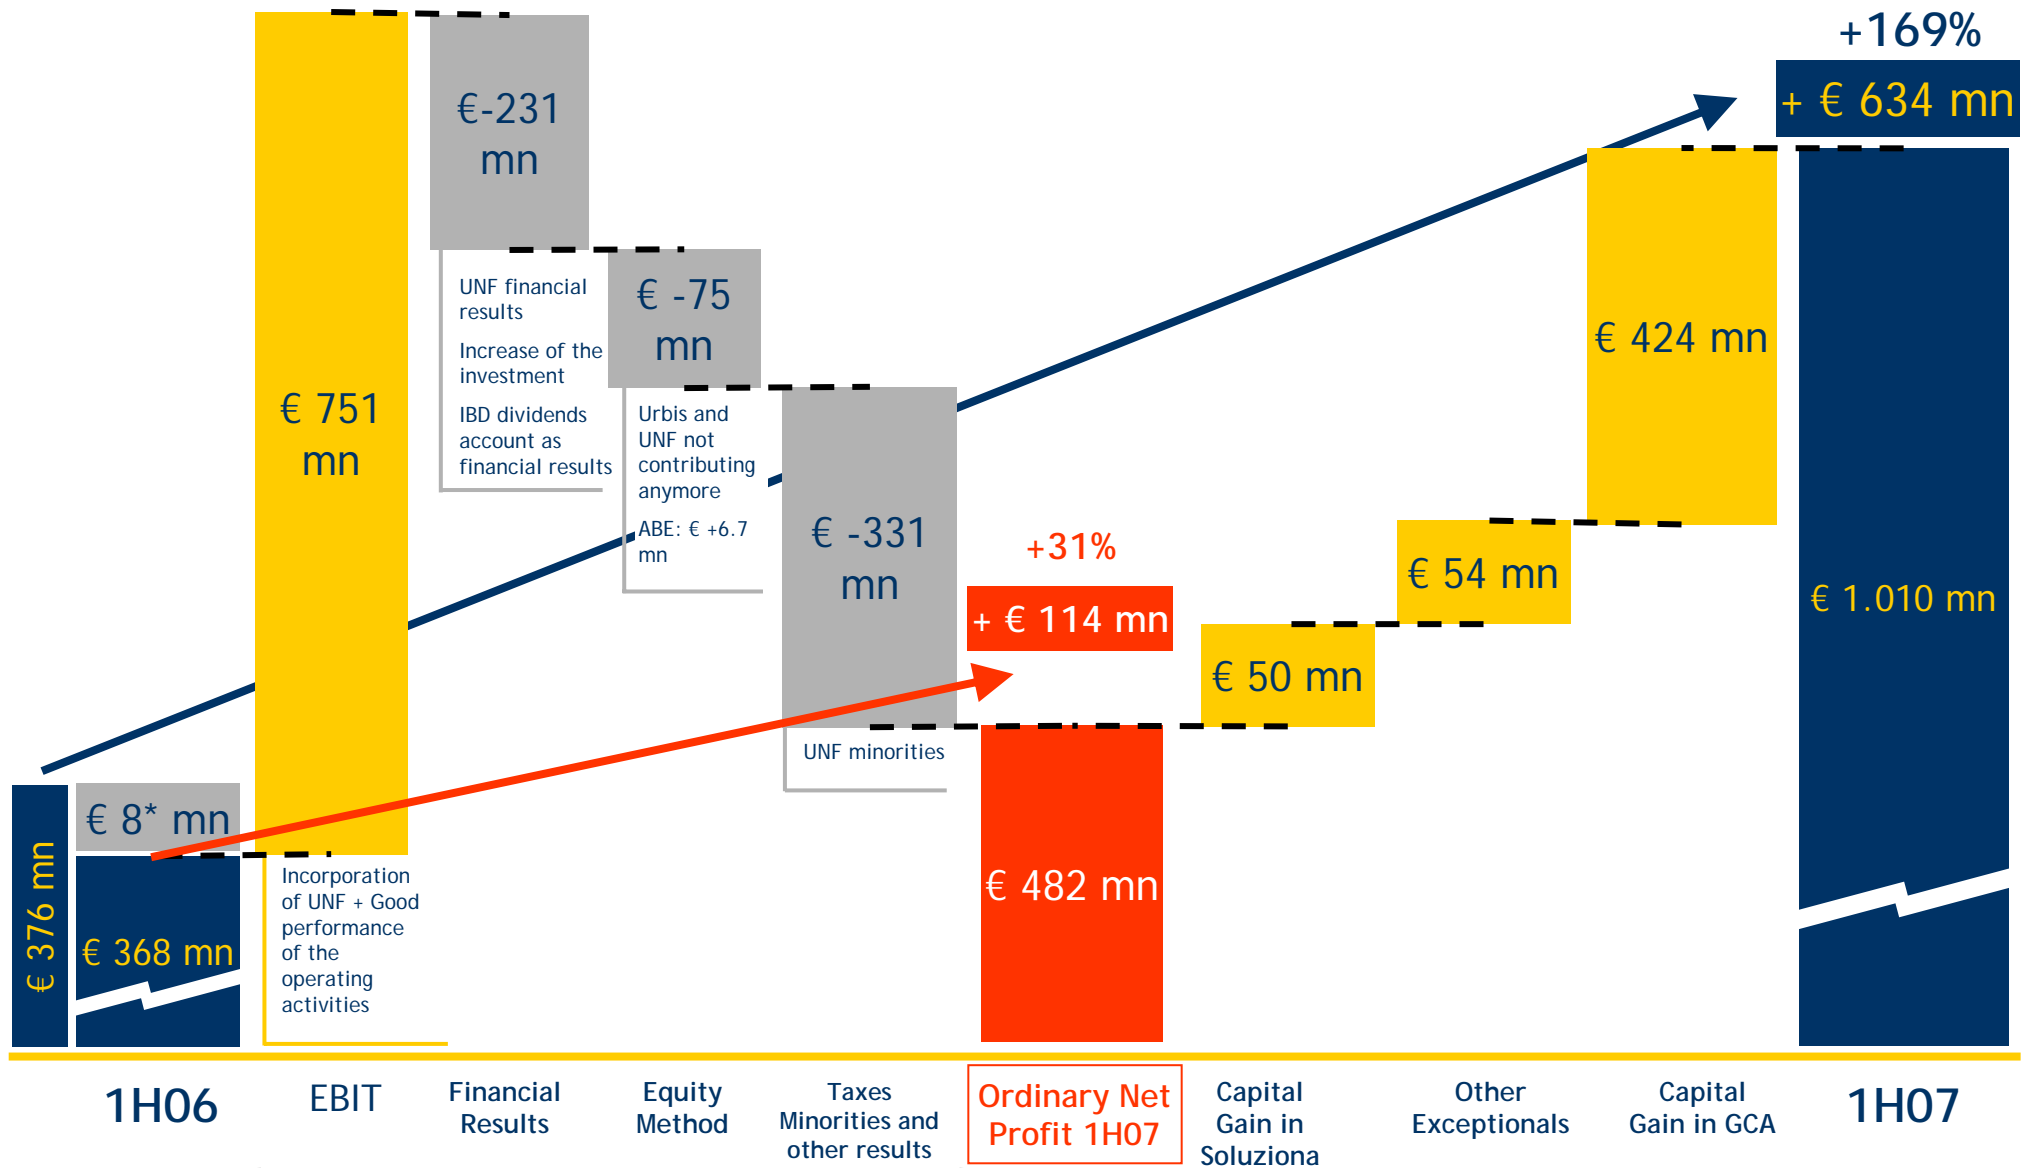 +169%
+ € 634 mn
€-231
mn
UNF financial
results
Increase of the
investment
IBD dividends
account as
financial results
€ -75
mn
Urbis and
UNF not
contributing
anymore
ABE: € +6.7
mn
€ 751
mn
€ -331
mn
UNF minorities
€ 424 mn
+31%
+ € 114 mn
€ 54 mn
€ 50 mn
€ 1.010 mn
€ 8* mn
€ 376 mn
€ 368 mn
Incorporation
of UNF + Good
performance
of the
operating
activities
€ 482 mn
1H06
EBIT
Financial
Results
Equity
Method
Taxes
Minorities and
other results
Ordinary Net
Profit 1H07
Capital
Gain in
Soluziona
Other
Exceptionals
Capital
Gain in GCA
1H07